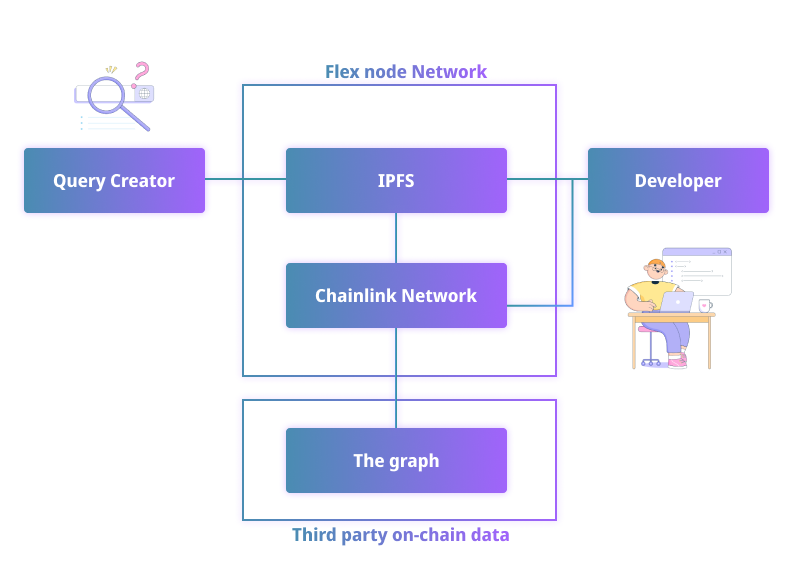 Flex node Network
Query Creator
IPFS
Developer
Chainlink Network
The graph
Third party on-chain data